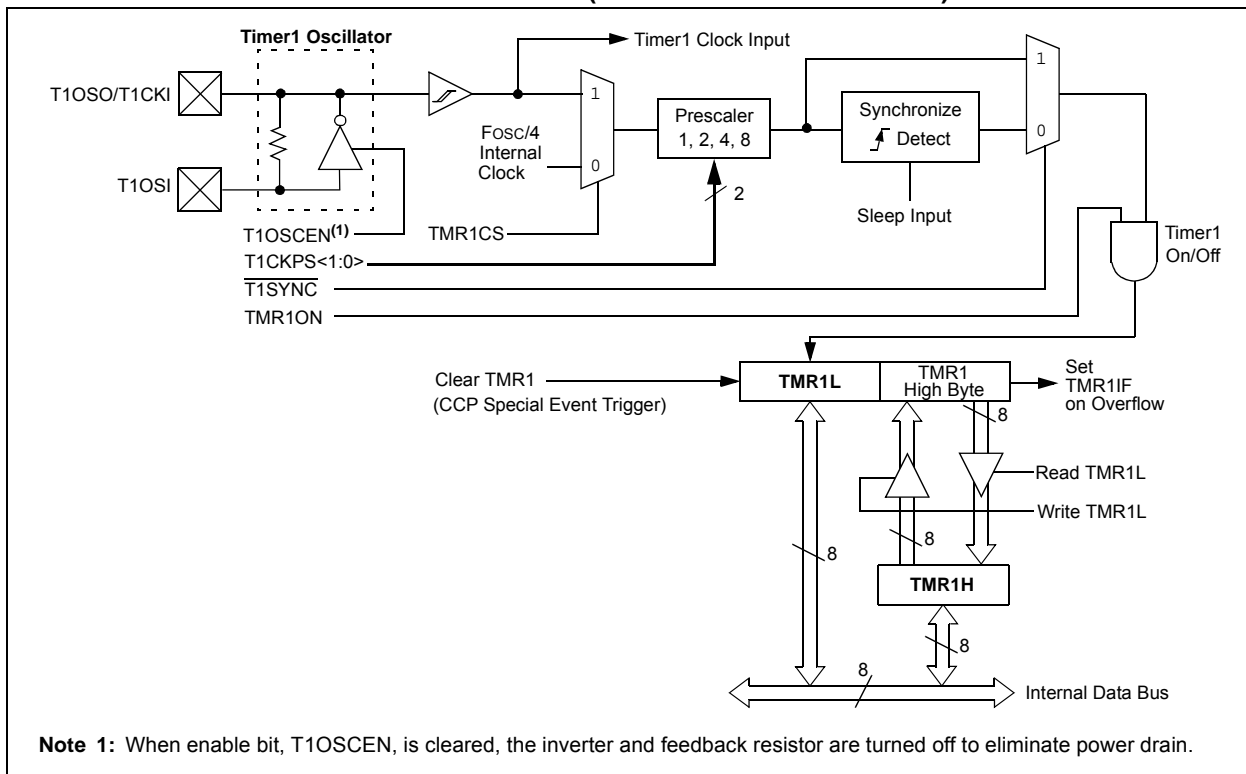 Timer1 Oscillator
Timer1 Clock Input
T1OSO/T1CKI
1
1
Prescaler
1, 2, 4, 8
Synchronize
Detect
FOSC/4
Internal
Clock
0
0
T1OSI
2
Sleep Input
T1OSCEN(1)
TMR1CS
Timer1
On/Off
T1CKPS<1:0>
T1SYNC
TMR1ON
Clear TMR1
(CCP Special Event Trigger)
TMR1L
TMR1
High Byte
Set
TMR1IF
on Overflow
8
Read TMR1L
Write TMR1L
8
8
TMR1H
8
8
Internal Data Bus
Note 1: When enable bit, T1OSCEN, is cleared, the inverter and feedback resistor are turned off to eliminate power drain.